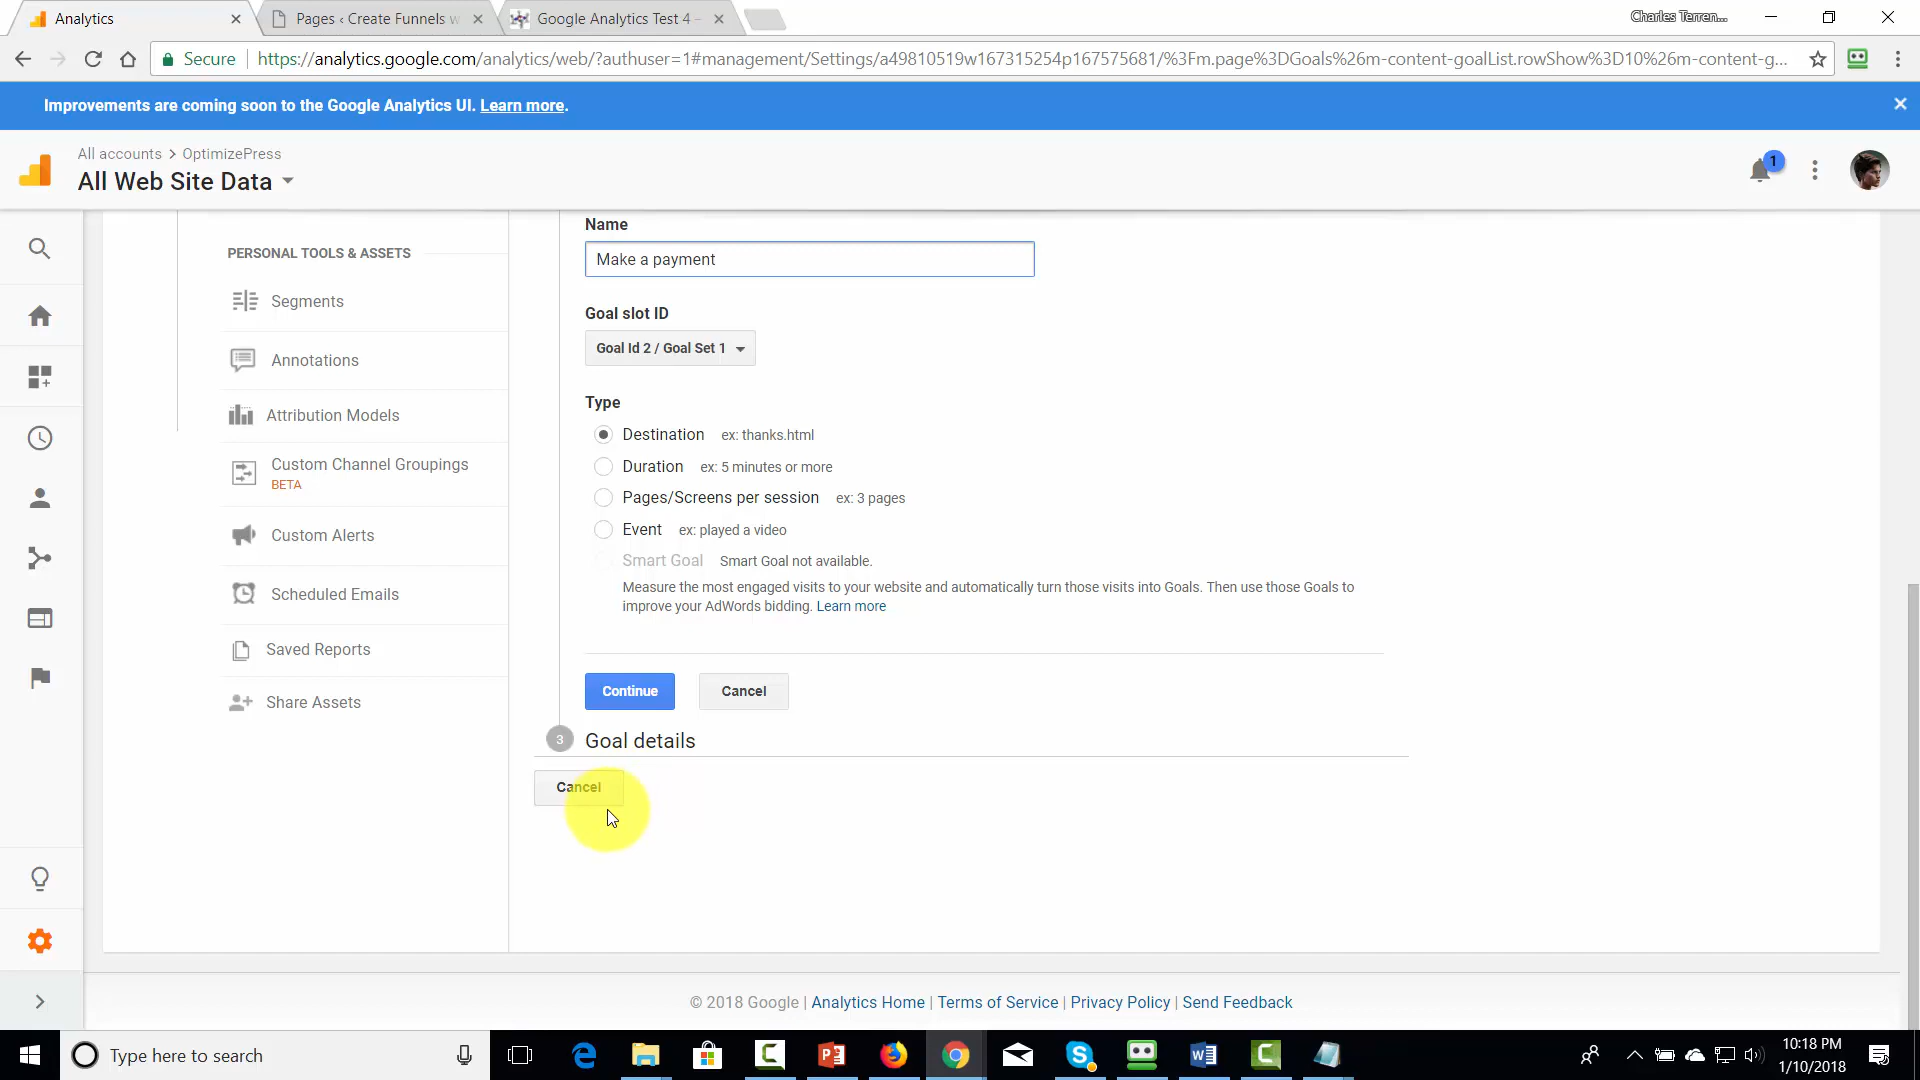 Analytics
Pages ‹ Create Funnels w
Google Analytics Test 4 –
Charles Terren...
Secure
https://analytics.google.com/analytics/web/?authuser=1#management/Settings/a49810519w167315254p167575681/%3Fm.page%3DGoals%26m-content-goalList.rowShow%3D10%26m-content-g...
Improvements are coming soon to the Google Analytics UI. Learn more.
All accounts > OptimizePress
All Web Site Data
1
PERSONAL TOOLS & ASSETS
Segments
Annotations
Attribution Models
Custom Channel Groupings
BETA
Custom Alerts
Scheduled Emails
Saved Reports
Share Assets
Name
Make a payment
Goal slot ID
Goal Id 2 / Goal Set 1
Type
Destination ex: thanks.html
Duration ex: 5 minutes or more
Pages/Screens per session ex: 3 pages
Event ex: played a video
Smart Goal Smart Goal not available.
Measure the most engaged visits to your website and automatically turn those visits into Goals. Then use those Goals to
improve your AdWords bidding. Learn more
Continue
Cancel
3 Goal details
Cancel
© 2018 Google | Analytics Home | Terms of Service | Privacy Policy | Send Feedback
Type here to search
10:18 PM
1/10/2018